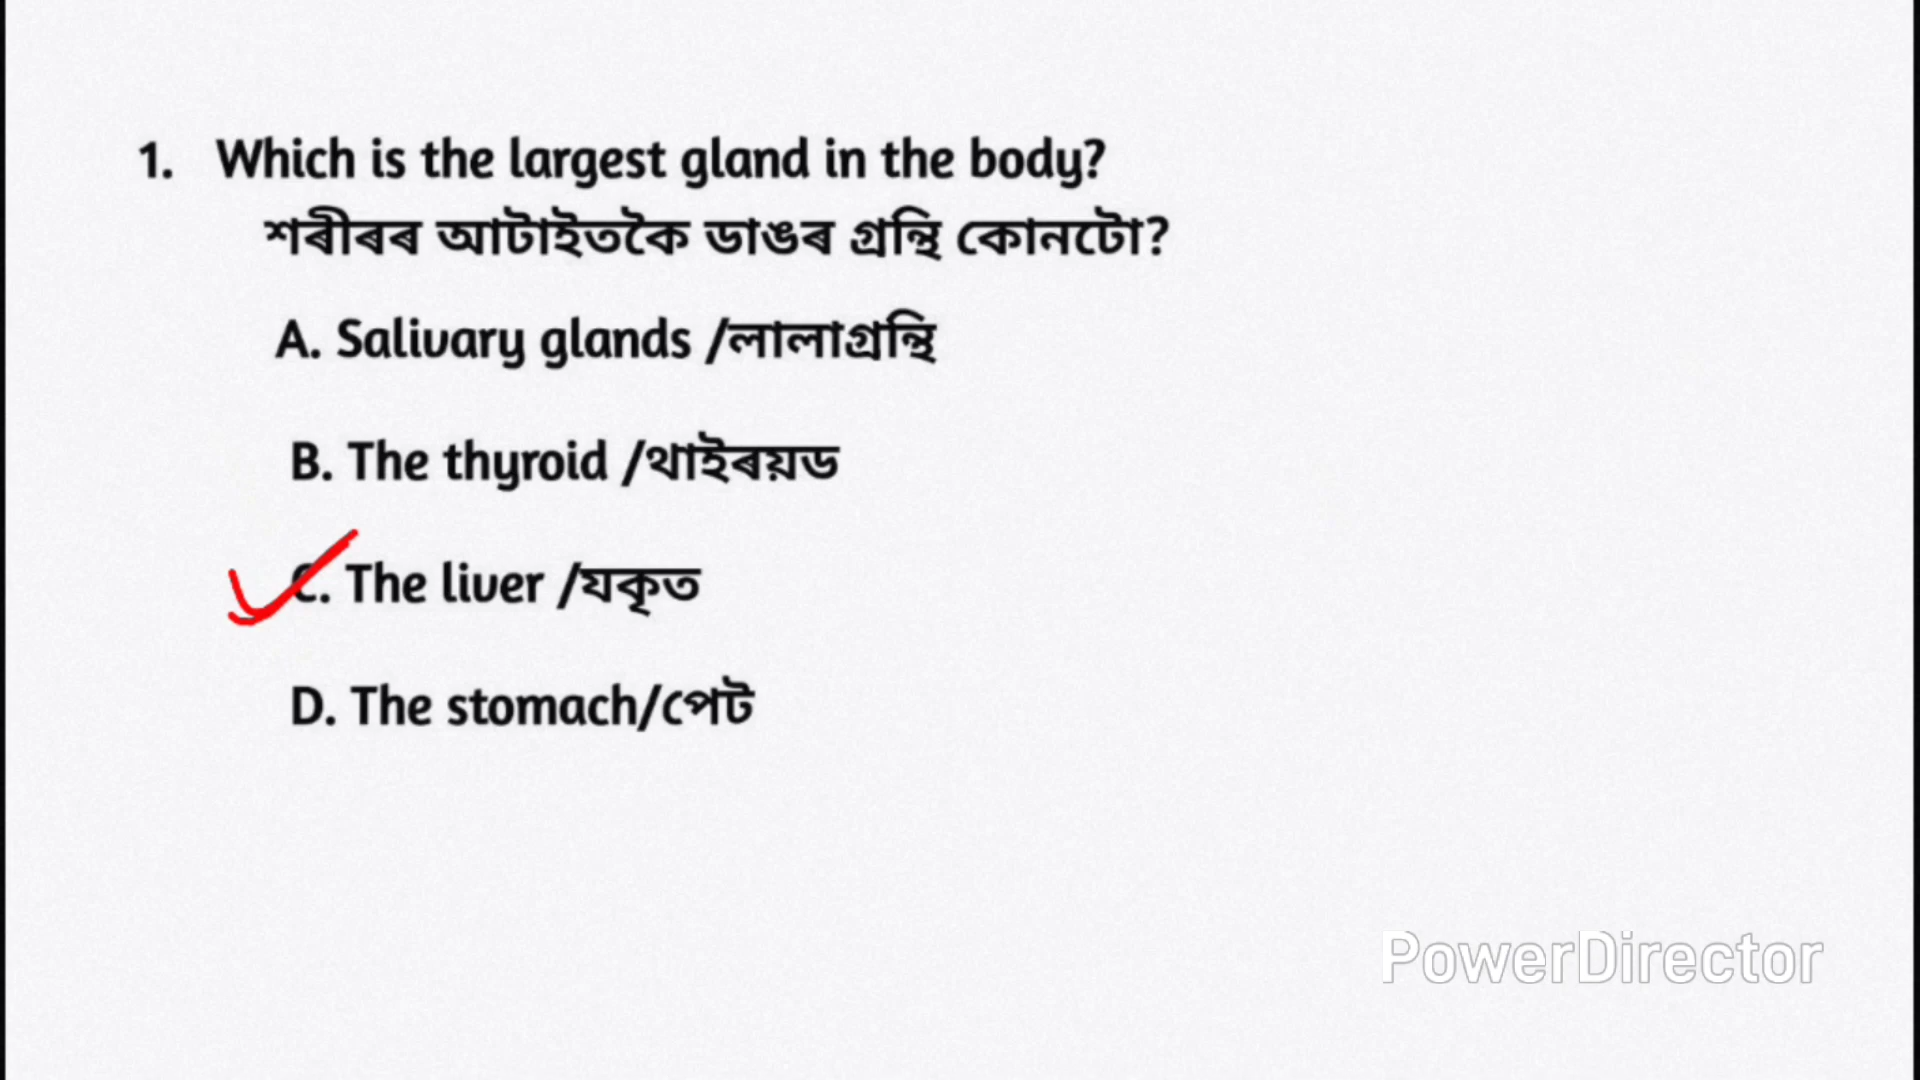 1. Which is the largest gland in the body?
শৰীৰৰ আটাইতকৈ ডাঙৰ গ্ৰন্থি কোনটো?
A. Salivary glands /লালাগ্ৰন্থি
B. The thyroid /থাইৰয়ড
C. The liver /যকৃত
D. The stomach/পেট
PowerDirector